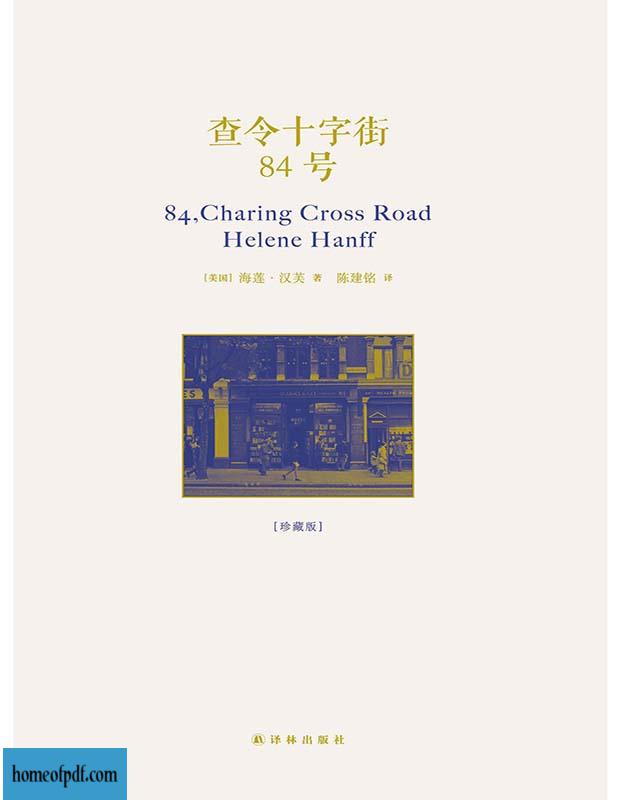 查令十字街
84 号
84,Charing Cross Road
Helene Hanff
[美国] 海莲·汉芙 著 陈建铭 译
[珍藏版]
译林出版社
homeofpdf.com